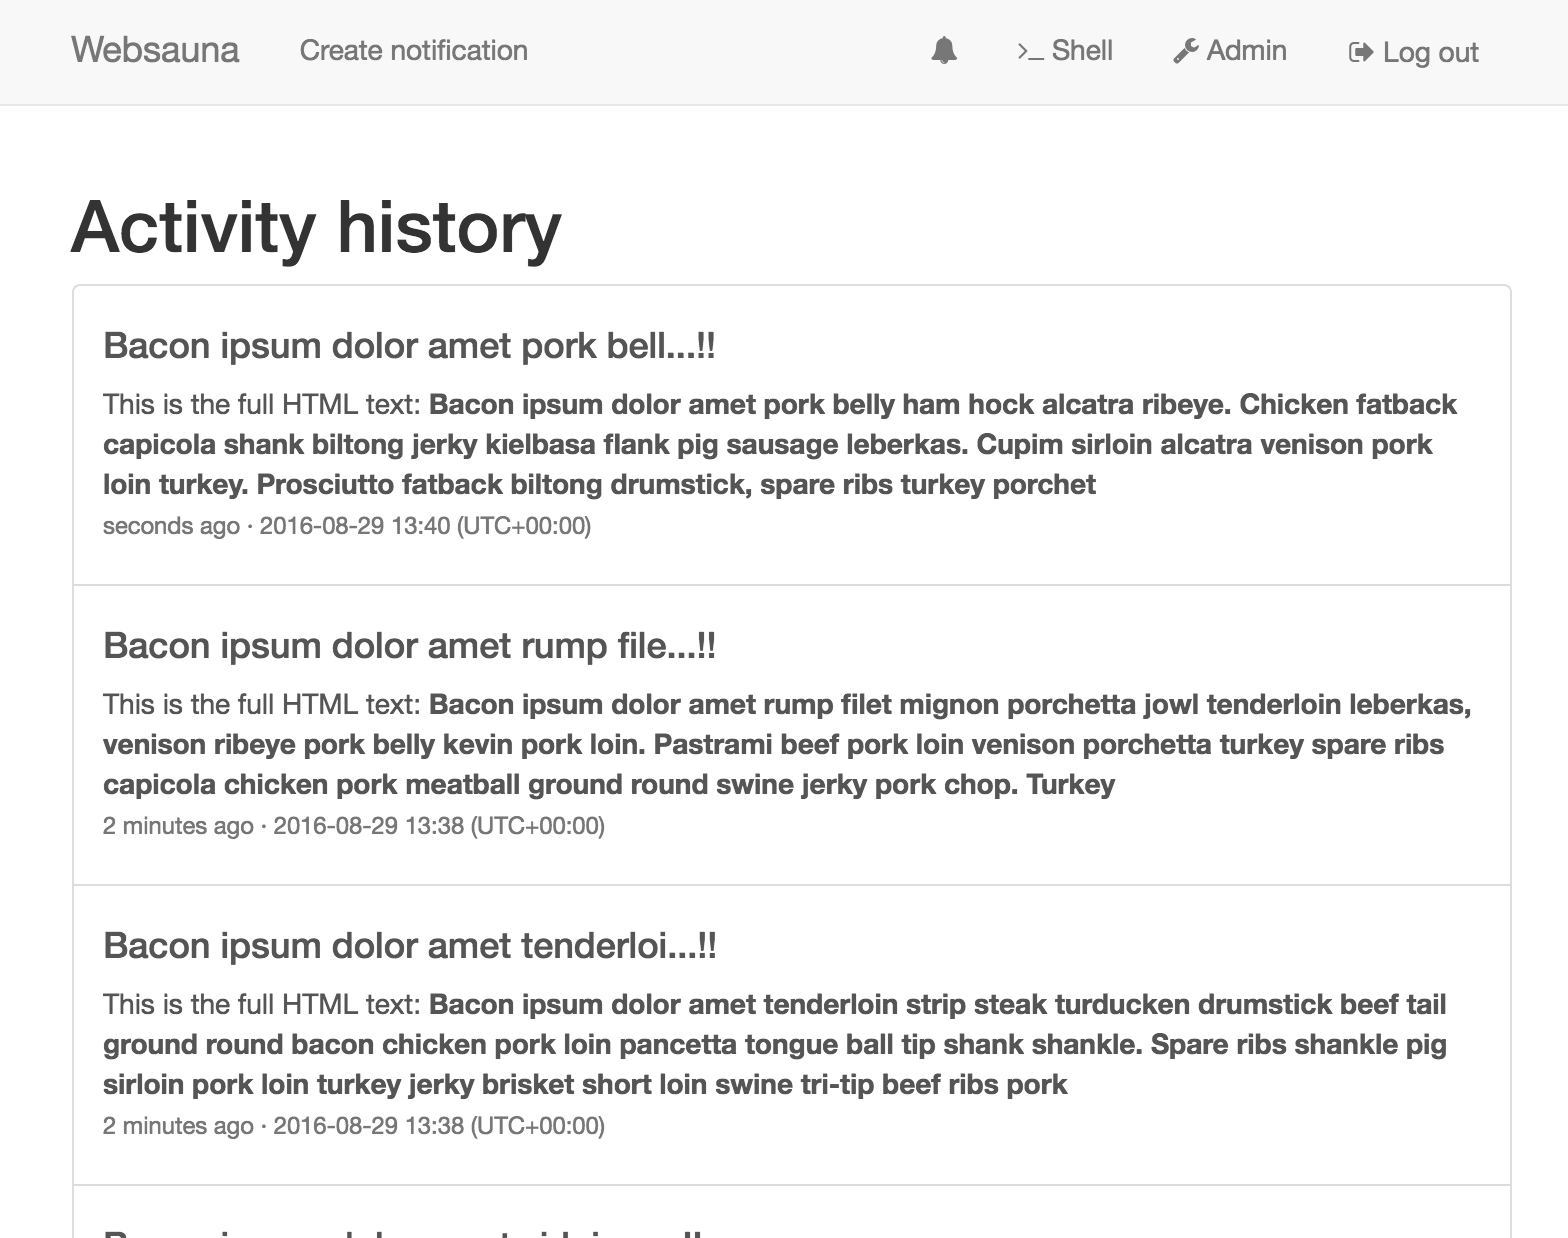 Websauna Create notification >_ Shell Admin Log out
Activity history
Bacon ipsum dolor amet pork bell...!!
This is the full HTML text: Bacon ipsum dolor amet pork belly ham hock alcatra ribeye. Chicken fatback
capicola shank biltong jerky kielbasa flank pig sausage leberkas. Cupim sirloin alcatra venison pork
loin turkey. Prosciutto fatback biltong drumstick, spare ribs turkey porchet
seconds ago · 2016-08-29 13:40 (UTC+00:00)
Bacon ipsum dolor amet rump file...!!
This is the full HTML text: Bacon ipsum dolor amet rump filet mignon porchetta jowl tenderloin leberkas,
venison ribeye pork belly kevin pork loin. Pastrami beef pork loin venison porchetta turkey spare ribs
capicola chicken pork meatball ground round swine jerky pork chop. Turkey
2 minutes ago · 2016-08-29 13:38 (UTC+00:00)
Bacon ipsum dolor amet tenderloi...!!
This is the full HTML text: Bacon ipsum dolor amet tenderloin strip steak turducken drumstick beef tail
ground round bacon chicken pork loin pancetta tongue ball tip shank shankle. Spare ribs shankle pig
sirloin pork loin turkey jerky brisket short loin swine tri-tip beef ribs pork
2 minutes ago · 2016-08-29 13:38 (UTC+00:00)